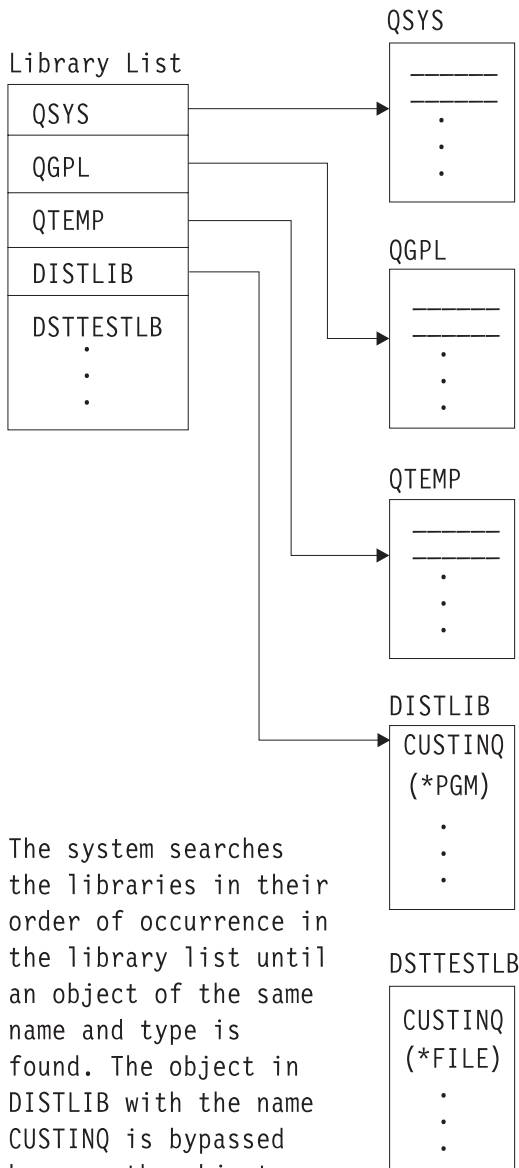 QSYS
Library List
QSYS
QGPL
QTEMP
DISTLIB
DSTTESTLB
QGPL
QTEMP
DISTLIB
CUSTINQ
(*PGM)
The system searches
the libraries in their
order of occurrence in
the library list until
an object of the same
name and type is
found. The object in
DISTLIB with the name
CUSTINQ is bypassed
DSTTESTLB
CUSTINQ
(*FILE)